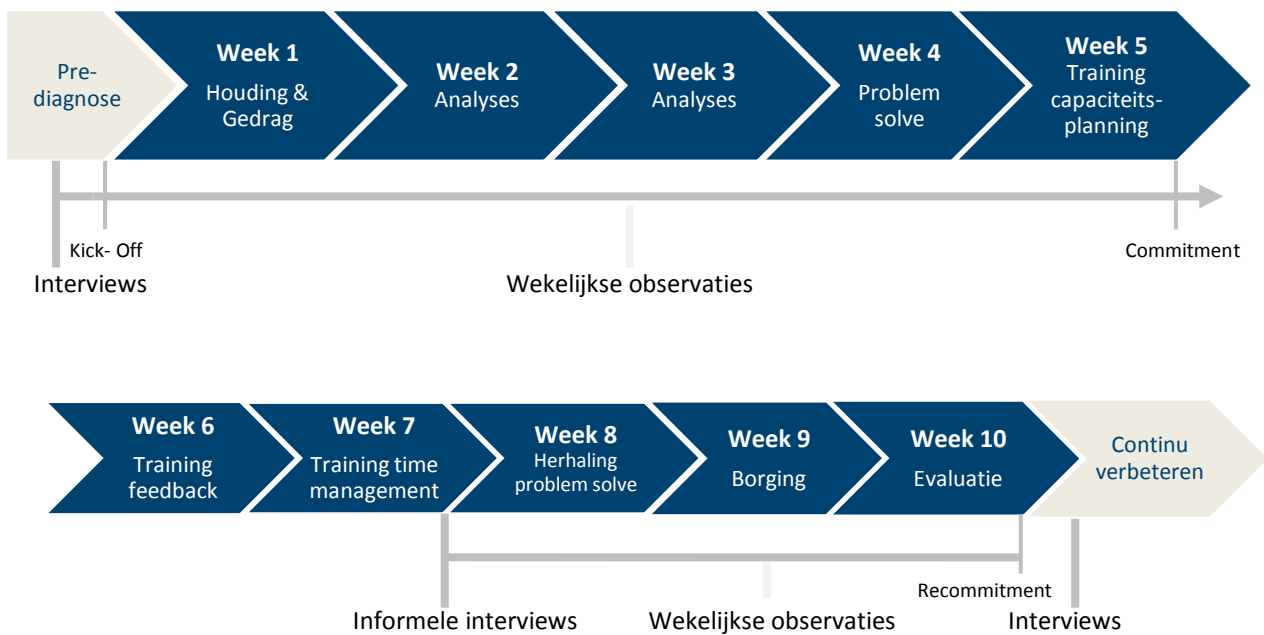 Pre-
diagnose
Week 1
Houding &
Gedrag
Week 2
Analyses
Week 3
Analyses
Week 4
Problem
solve
Week 5
Training
capaciteits-
planning
Kick- Off
Commitment
Interviews
Wekelijkse observaties
Week 6
Training
feedback
Week 7
Training time
management
Week 8
Herhaling
problem solve
Week 9
Borging
Week 10
Evaluatie
Continu
verbeteren
Recommitment
Informele interviews
Wekelijkse observaties
Interviews